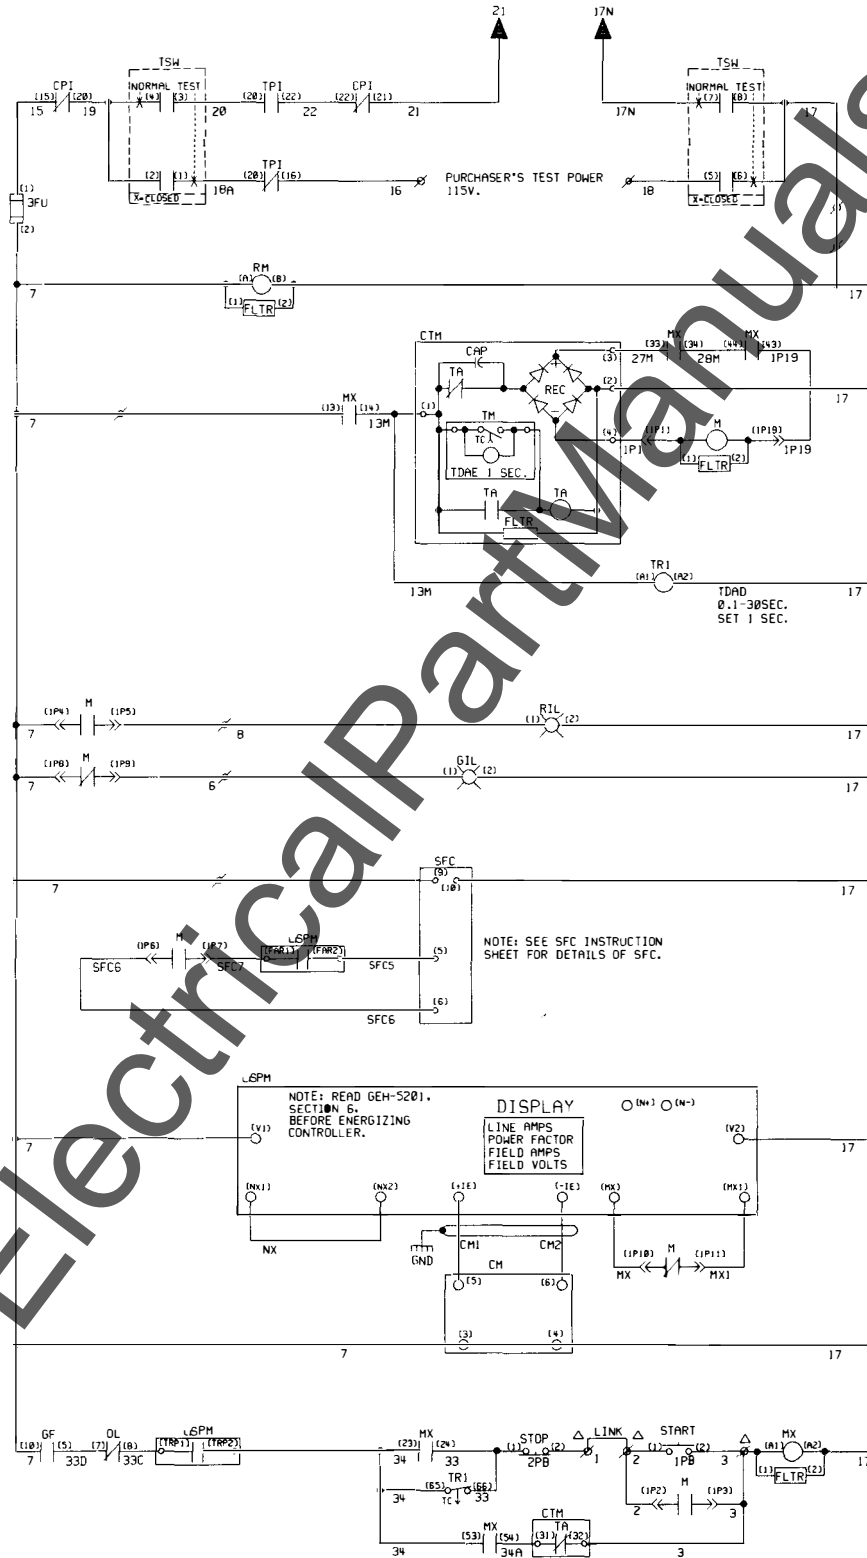 21 17N
TSW TSW
CPI NORMAL TEST TPI CPI NORMAL TEST
(15) (20) (4) (3) (20) (22) (22) (21) (7) (8)
15 19 20 22 21 17N 17
TPI
(2) (1) (20) (16) (5) (6)
18A 16 PURCHASER'S TEST POWER 18
115V.
X=CLOSED X=CLOSED
(1)
3FU
(2)
RM
(A) (B)
7 17
(1) FLTR (2)
CTM
CAP MX MX
(33) (34) (44) (43)
(3) 27M 28M 1P19
TA REC (2)
17
MX
(13) (14) (1)
7 13M
TM M
TC (4) (1P1) (1P19)
1P1 1P19
(1) FLTR (2)
TDAE 1 SEC.
TA TA
FLTR
TR1
(A1) (A2)
13M TDAD 17
0.1-30SEC.
SET 1 SEC.
M RIL
(1P4) (1P5) (1) (2)
7 8 17
M GIL
(1P8) (1P9) (1) (2)
7 6 17
SFC
(9)
(10)
7 17
M µSPM
(1P6) (1P7) (FAR1) (FAR2) (5)
SFC6 SFC7 SFC5
NOTE: SEE SFC INSTRUCTION
SHEET FOR DETAILS OF SFC.
(6)
SFC6
µSPM
NOTE: READ GEH-5201.
SECTION 6.
BEFORE ENERGIZING
CONTROLLER.
DISPLAY (N+) (N-)
LINE AMPS
POWER FACTOR
FIELD AMPS
FIELD VOLTS
(V1) (V2)
7 17
(NX1) (NX2) (+IE) (-IE) (MX) (MX1)
NX GND CM1 CM2
M
(1P10) (1P11)
MX MX1
CM
(5) (6)
(3) (4)
7 17
GF OL µSPM MX STOP LINK START MX
(10) (5) (7) (8) (TRP1) (TRP2) (23) (24) (1) (2) (1) (2) (A1) (A2)
7 33D 33C 34 33 2PB 1 2 1PB 3 17
(1) FLTR (2)
TR1
(65) (66)
34 TC 33
M
(1P2) (1P3)
2 3
CTM
MX TA
(53) (54) (31) (32)
34 34A 3
ElectricalPartManuals